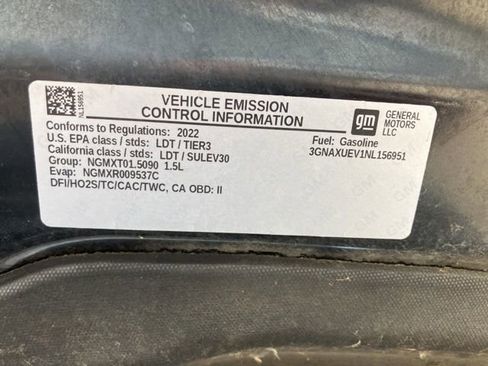 NL156951
VEHICLE EMISSION
CONTROL INFORMATION
gm
GENERAL
MOTORS
LLC
Conforms to Regulations: 2022
U.S. EPA class / stds: LDT / TIER3
California class / stds: LDT / SULEV30
Group: NGMXT01.5090 1.5L
Evap: NGMXR009537C
DFI/HO2S/TC/CAC/TWC, CA OBD: II
Fuel: Gasoline
3GNAXUEV1NL156951